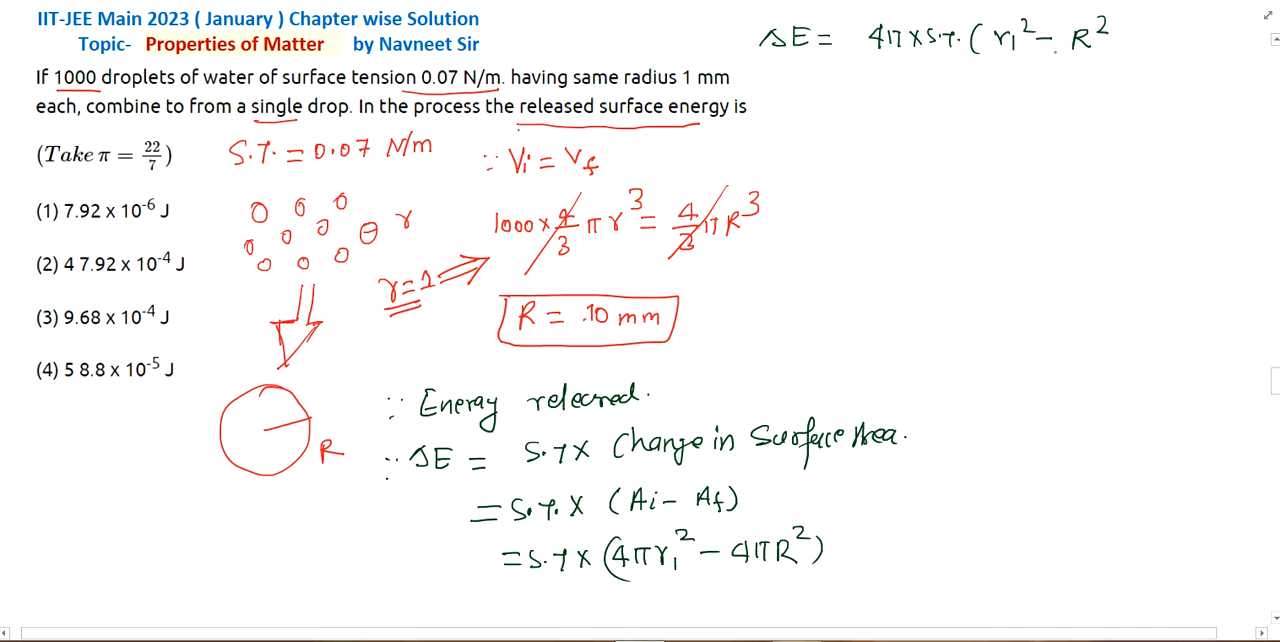 IIT-JEE Main 2023 ( January ) Chapter wise Solution
Topic- Properties of Matter by Navneet Sir
If 1000 droplets of water of surface tension 0.07 N/m. having same radius 1 mm
each, combine to from a single drop. In the process the released surface energy is
(Take π = 22/7)
(1) 7.92 x 10⁻⁶ J
(2) 4 7.92 x 10⁻⁴ J
(3) 9.68 x 10⁻⁴ J
(4) 5 8.8 x 10⁻⁵ J
S.T. = 0.07 N/m
r
r = 1
R
∵ Vi = Vf
1000 × 4/3 π r³ = 4/3 π R³
R = .10 mm
∵ Eneray relecred.
∵ ΔE = S.T × Change in Surface Area.
= S.T. × (Ai - Af)
= S.T × (4πr₁² - 4πR²)
ΔE = 4π × S.T. ( r₁² - R²